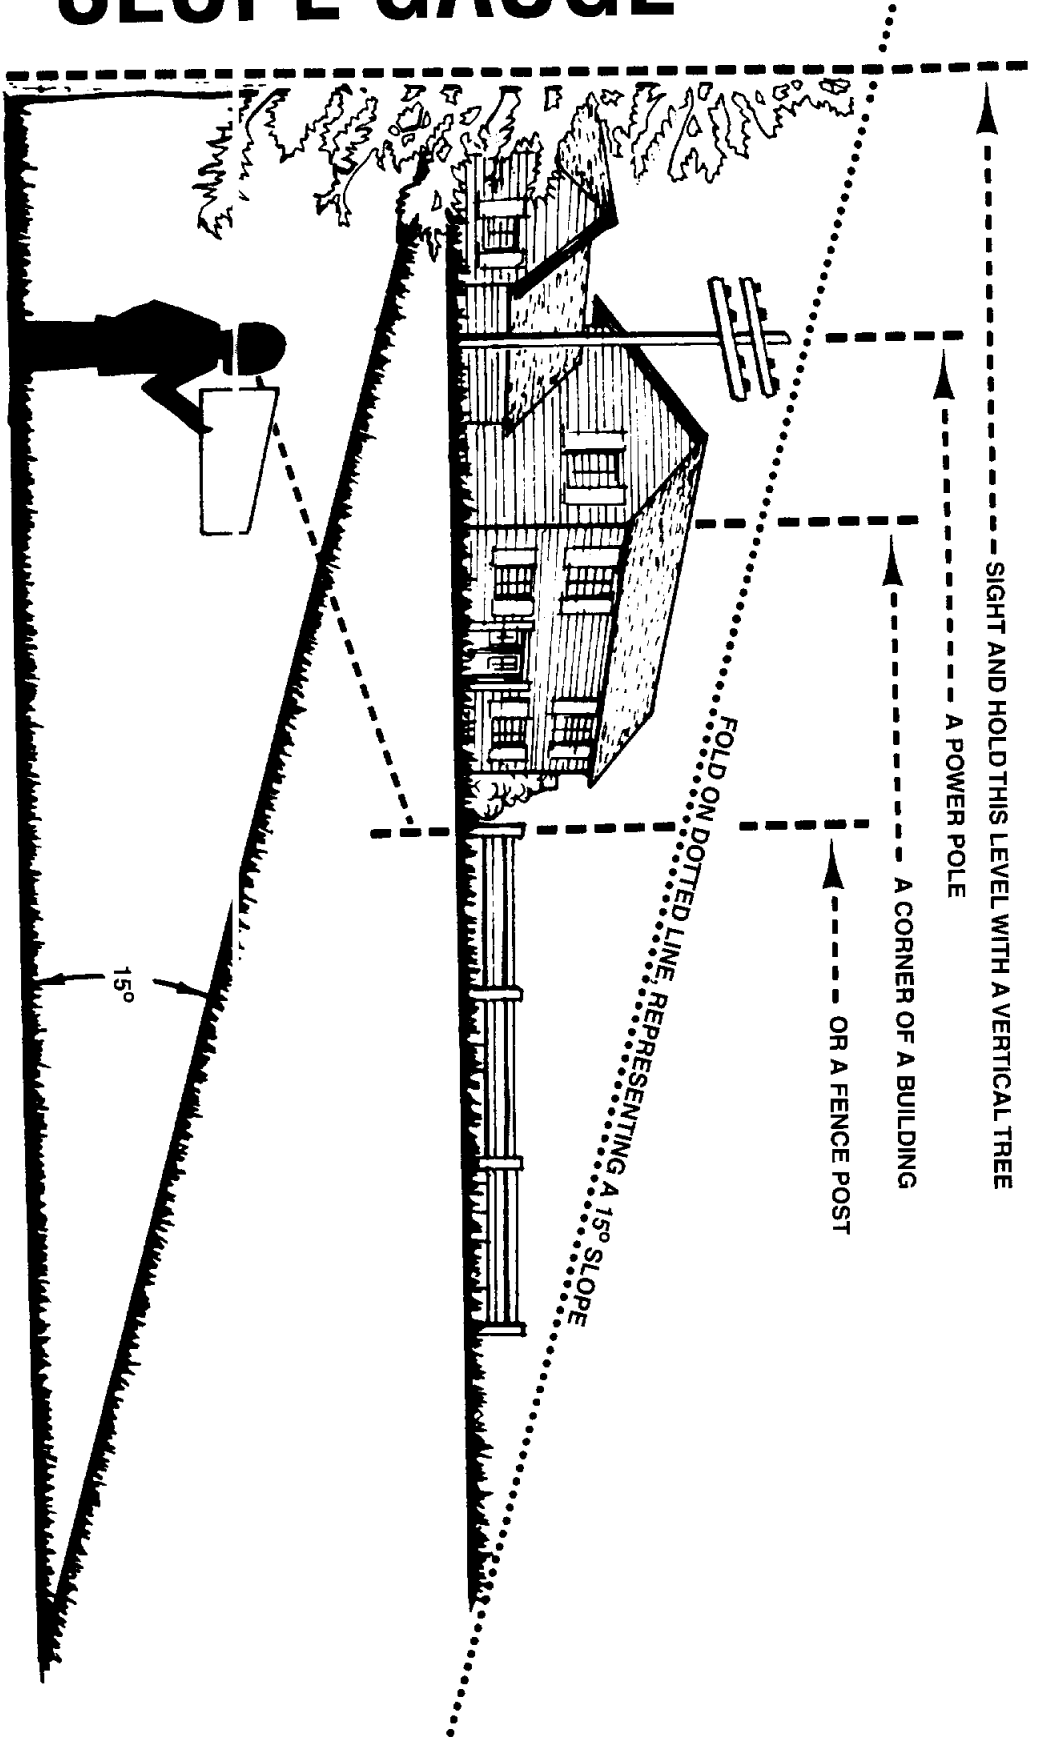 SLOPE GAUGE
SIGHT AND HOLD THIS LEVEL WITH A VERTICAL TREE
A POWER POLE
A CORNER OF A BUILDING
OR A FENCE POST
FOLD ON DOTTED LINE, REPRESENTING A 15° SLOPE
15°